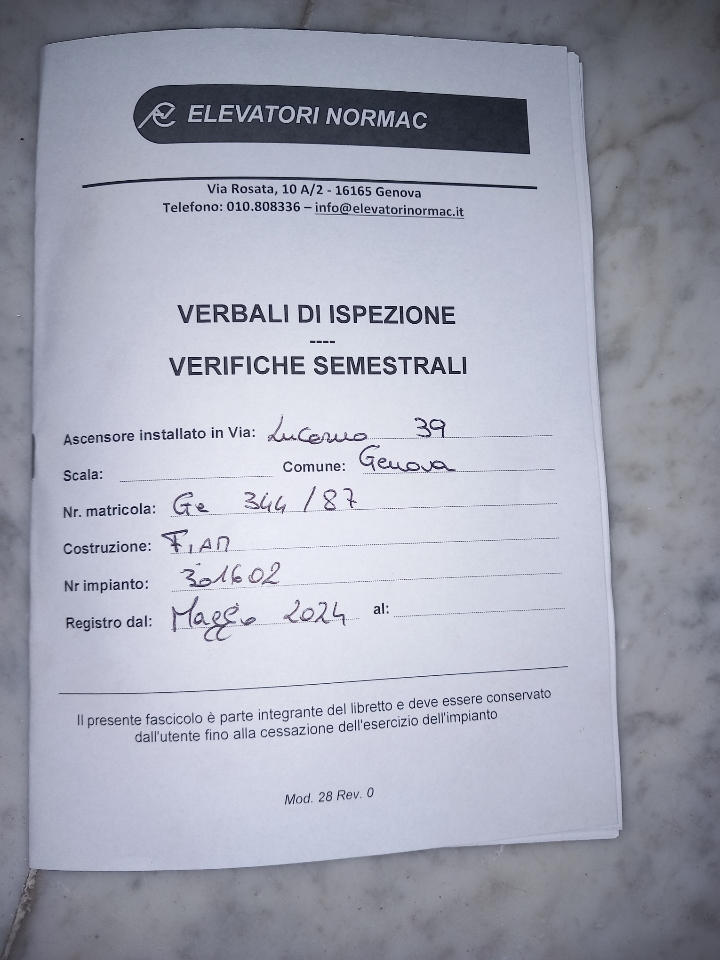 ELEVATORI NORMAC
Via Rosata, 10 A/2 - 16165 Genova
Telefono: 010.808336 – info@elevatorinormac.it
VERBALI DI ISPEZIONE
----
VERIFICHE SEMESTRALI
Ascensore installato in Via: 39
Scala: Comune: Genova
Nr. matricola: Ge 344/87
Costruzione: FIAM
Nr impianto: 301602
Registro dal: Maggio 2024 al:
Il presente fascicolo è parte integrante del libretto e deve essere conservato
dall'utente fino alla cessazione dell'esercizio dell'impianto
Mod. 28 Rev. 0